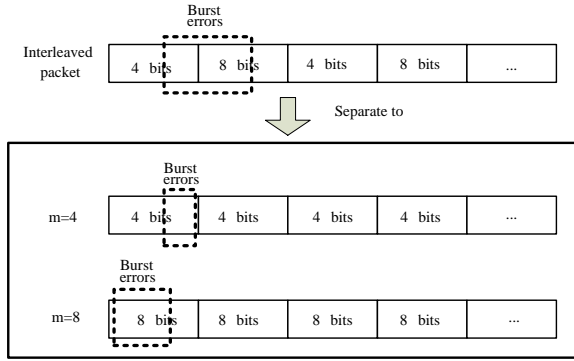 Burst
errors
Interleaved
packet
4 bits
8 bits
4 bits
8 bits
...
Separate to
Burst
errors
m=4
4 bits
4 bits
4 bits
4 bits
...
Burst
errors
m=8
8 bits
8 bits
8 bits
8 bits
...